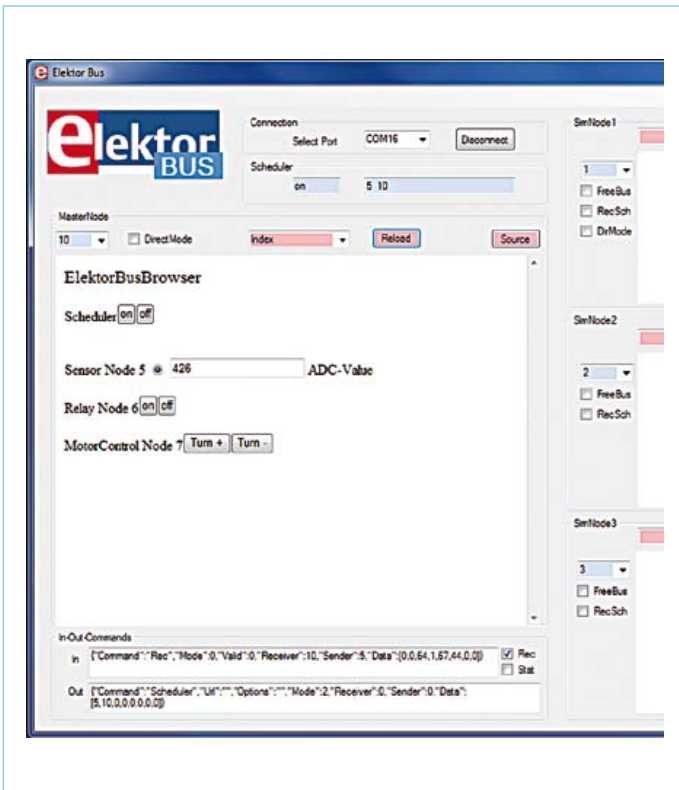 Elektor Bus
elektor
BUS
Connection
Select Port COM16 Disconnect
Scheduler
on 5 10
MasterNode
10 DirectMode Index Reload Source
ElektorBusBrowser
Scheduler on off
Sensor Node 5 426 ADC-Value
Relay Node 6 on off
MotorControl Node 7 Turn + Turn -
In-Out-Commands
In {"Command":"Rec","Mode":0,"Valid":0,"Receiver":10,"Sender":5,"Data":[0,0,64,1,67,44,0,0]} Rec
Stat
Out {"Command":"Scheduler","Url":"","Options":"","Mode":2,"Receiver":0,"Sender":0,"Data":
[5,10,0,0,0,0,0,0]}
SimNode1
1
FreeBus
RecSch
DirMode
SimNode2
2
FreeBus
RecSch
SimNode3
3
FreeBus
RecSch